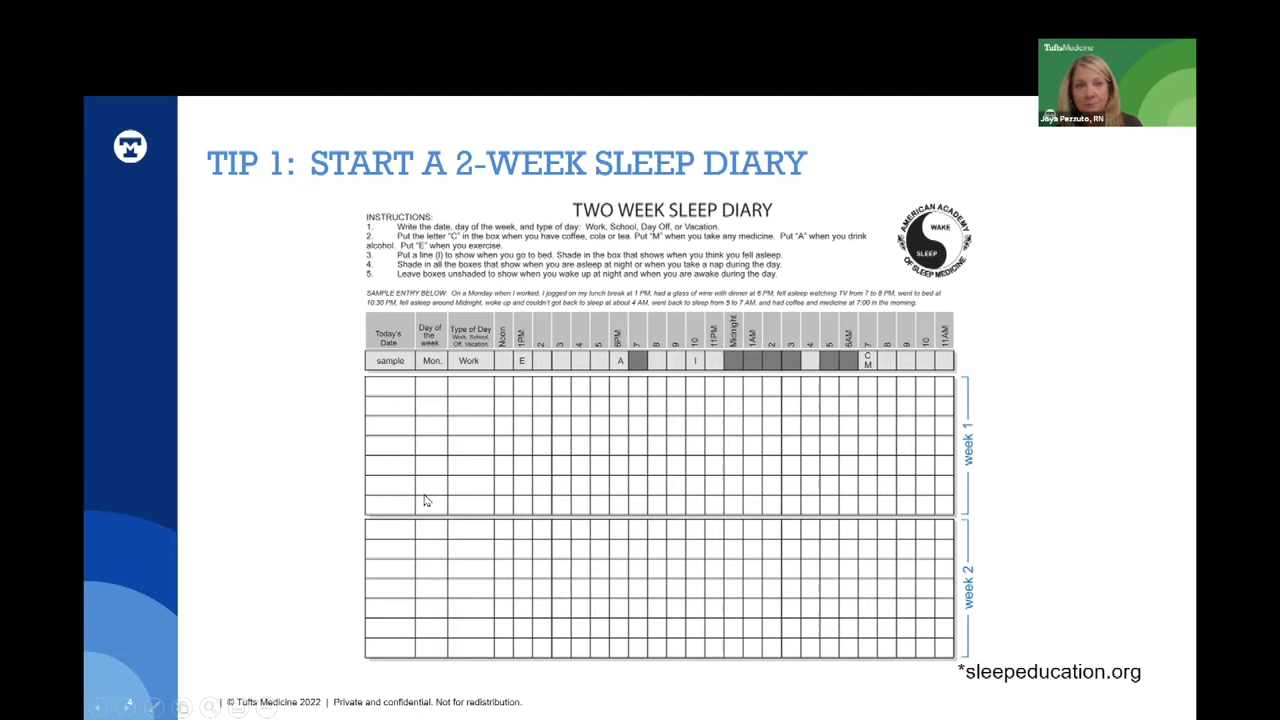 TuftsMedicine
Joya Pezzuto, RN
TIP 1: START A 2-WEEK SLEEP DIARY
TWO WEEK SLEEP DIARY
INSTRUCTIONS:
1. Write the date, day of the week, and type of day: Work, School, Day Off, or Vacation.
2. Put the letter "C" in the box when you have coffee, cola or tea. Put "M" when you take any medicine. Put "A" when you drink
alcohol. Put "E" when you exercise.
3. Put a line (I) to show when you go to bed. Shade in the box that shows when you think you fell asleep.
4. Shade in all the boxes that show when you are asleep at night or when you take a nap during the day.
5. Leave boxes unshaded to show when you wake up at night and when you are awake during the day.
AMERICAN ACADEMY
WAKE
SLEEP
OF SLEEP MEDICINE
SAMPLE ENTRY BELOW: On a Monday when I worked, I jogged on my lunch break at 1 PM, had a glass of wine with dinner at 6 PM, fell asleep watching TV from 7 to 8 PM, went to bed at
10:30 PM, fell asleep around Midnight, woke up and couldn't got back to sleep at about 4 AM, went back to sleep from 5 to 7 AM, and had coffee and medicine at 7:00 in the morning.
Today's
Date
Day of
the
week
Type of Day
Work, School,
Off, Vacation
Noon 1PM 2 3 4 5 6PM 7 8 9 10 11PM Midnight 1AM 2 3 4 5 6AM 7 8 9 10 11AM
sample Mon. Work E A I C
M
week 1
week 2
*sleepeducation.org
4 | © Tufts Medicine 2022 | Private and confidential. Not for redistribution.